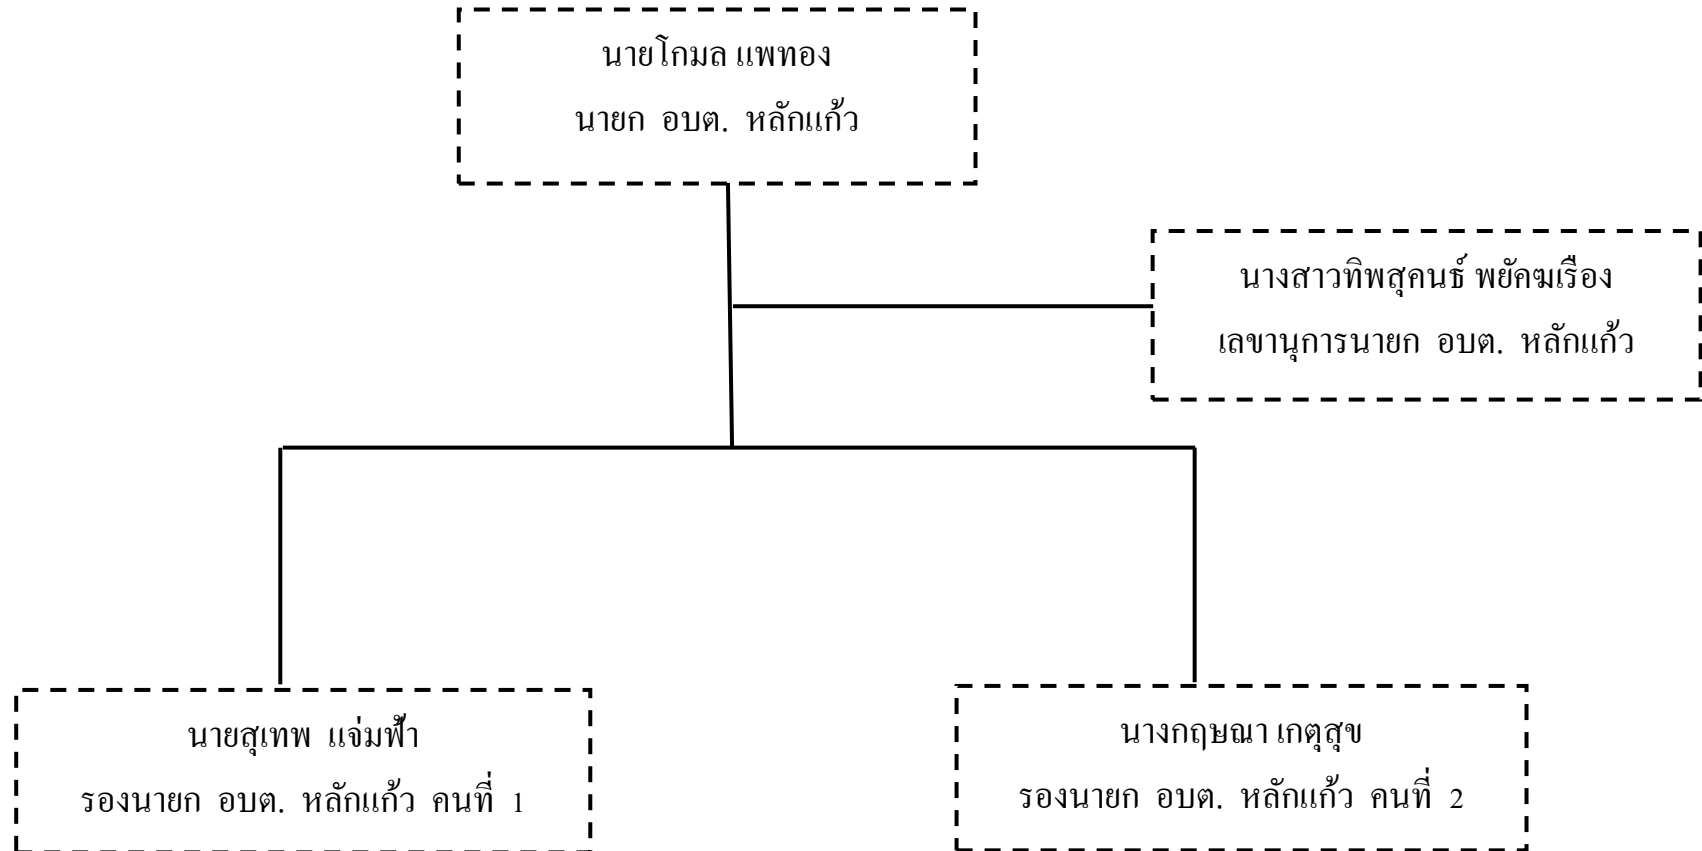 นายโกมล แพทอง
นายก อบต. หลักแก้ว
นางสาวทิพสุคนธ์ พยัคฆเรือง
เลขานุการนายก อบต. หลักแก้ว
นายสุเทพ แจ่มฟ้า
รองนายก อบต. หลักแก้ว คนที่ 1
นางกฤษณา เกตุสุข
รองนายก อบต. หลักแก้ว คนที่ 2